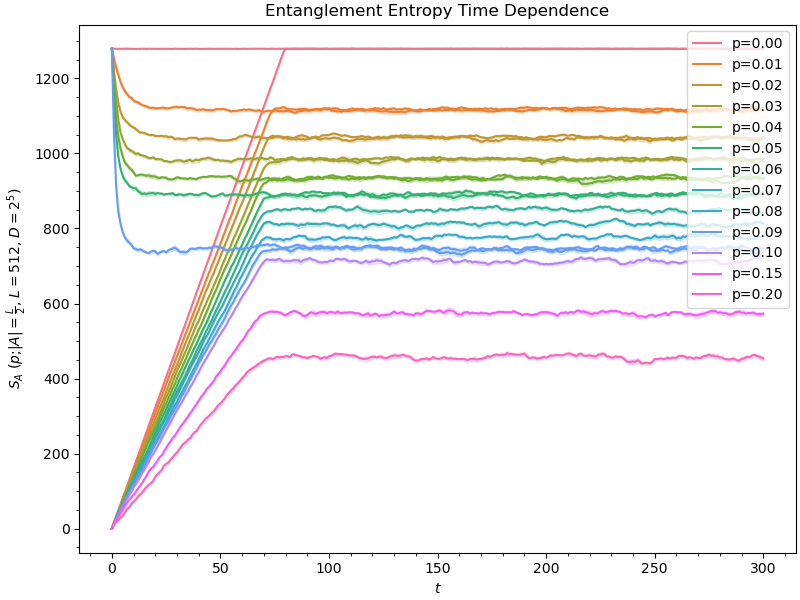 Entanglement Entropy Time Dependence
S_A (p; |A| = L/2, L = 512, D = 2^5)
1200
1000
800
600
400
200
0
0 50 100 150 200 250 300
t
p=0.00
p=0.01
p=0.02
p=0.03
p=0.04
p=0.05
p=0.06
p=0.07
p=0.08
p=0.09
p=0.10
p=0.15
p=0.20